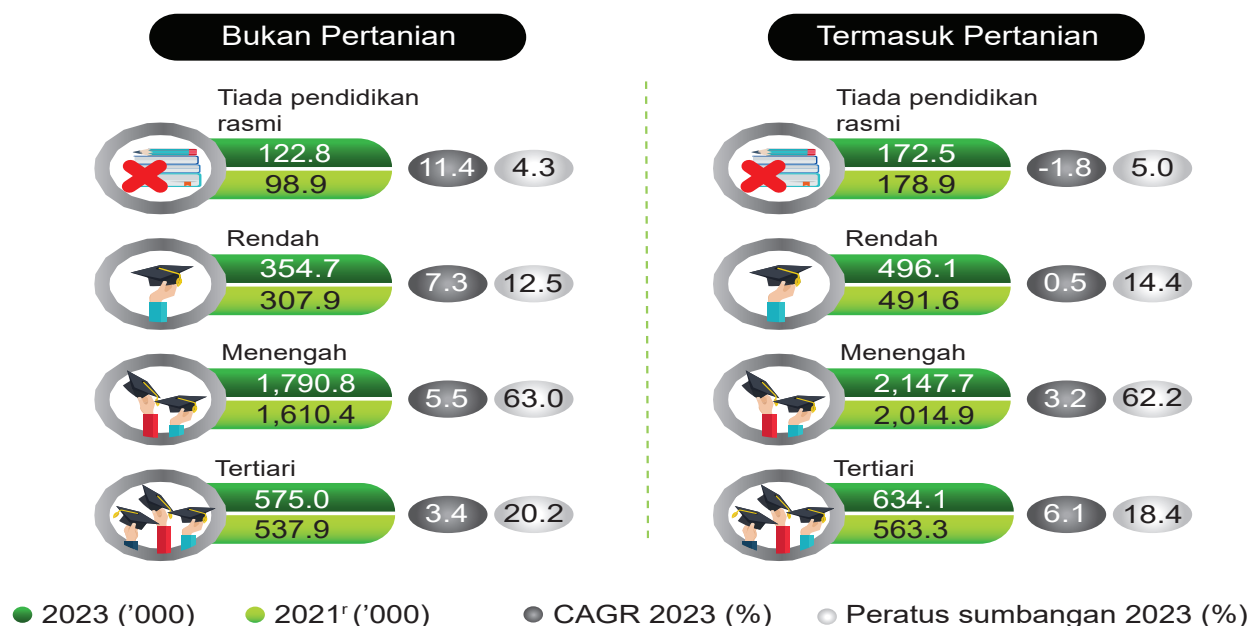 Bukan Pertanian
Tiada pendidikan
rasmi
122.8
98.9
11.4
4.3
Rendah
354.7
307.9
7.3
12.5
Menengah
1,790.8
1,610.4
5.5
63.0
Tertiari
575.0
537.9
3.4
20.2
Termasuk Pertanian
Tiada pendidikan
rasmi
172.5
178.9
-1.8
5.0
Rendah
496.1
491.6
0.5
14.4
Menengah
2,147.7
2,014.9
3.2
62.2
Tertiari
634.1
563.3
6.1
18.4
2023 ('000)
2021ʳ ('000)
CAGR 2023 (%)
Peratus sumbangan 2023 (%)